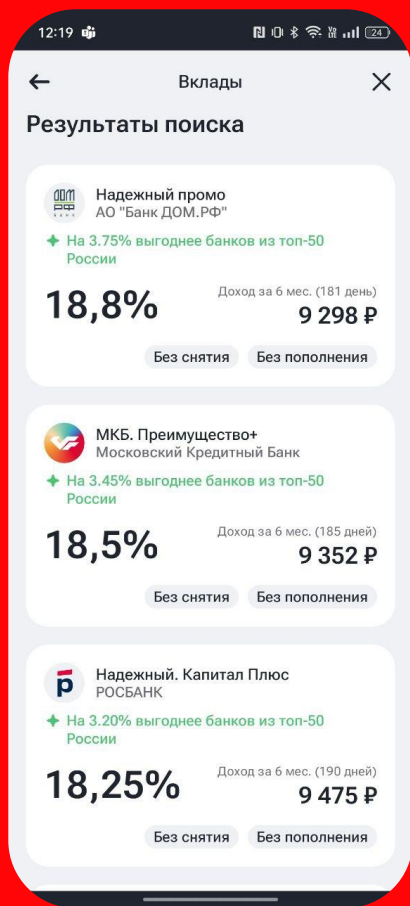 12:19
24
Вклады
Результаты поиска
ДОМ РФ
БАНК
Надежный промо
АО "Банк ДОМ.РФ"
На 3.75% выгоднее банков из топ-50
России
18,8%
Доход за 6 мес. (181 день)
9 298 ₽
Без снятия
Без пополнения
МКБ. Преимущество+
Московский Кредитный Банк
На 3.45% выгоднее банков из топ-50
России
18,5%
Доход за 6 мес. (185 дней)
9 352 ₽
Без снятия
Без пополнения
Надежный. Капитал Плюс
РОСБАНК
На 3.20% выгоднее банков из топ-50
России
18,25%
Доход за 6 мес. (190 дней)
9 475 ₽
Без снятия
Без пополнения